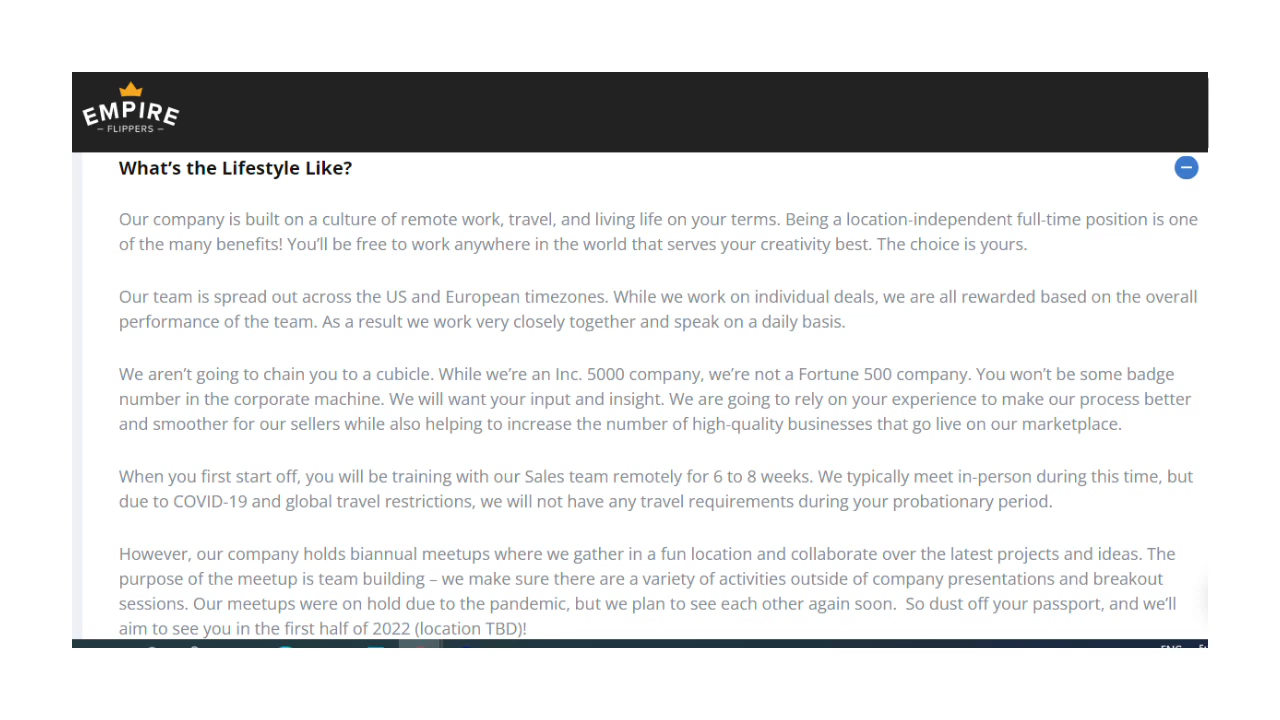 EMPIRE
– FLIPPERS –
What’s the Lifestyle Like?
Our company is built on a culture of remote work, travel, and living life on your terms. Being a location-independent full-time position is one
of the many benefits! You’ll be free to work anywhere in the world that serves your creativity best. The choice is yours.
Our team is spread out across the US and European timezones. While we work on individual deals, we are all rewarded based on the overall
performance of the team. As a result we work very closely together and speak on a daily basis.
We aren’t going to chain you to a cubicle. While we’re an Inc. 5000 company, we’re not a Fortune 500 company. You won’t be some badge
number in the corporate machine. We will want your input and insight. We are going to rely on your experience to make our process better
and smoother for our sellers while also helping to increase the number of high-quality businesses that go live on our marketplace.
When you first start off, you will be training with our Sales team remotely for 6 to 8 weeks. We typically meet in-person during this time, but
due to COVID-19 and global travel restrictions, we will not have any travel requirements during your probationary period.
However, our company holds biannual meetups where we gather in a fun location and collaborate over the latest projects and ideas. The
purpose of the meetup is team building – we make sure there are a variety of activities outside of company presentations and breakout
sessions. Our meetups were on hold due to the pandemic, but we plan to see each other again soon.  So dust off your passport, and we’ll
aim to see you in the first half of 2022 (location TBD)!